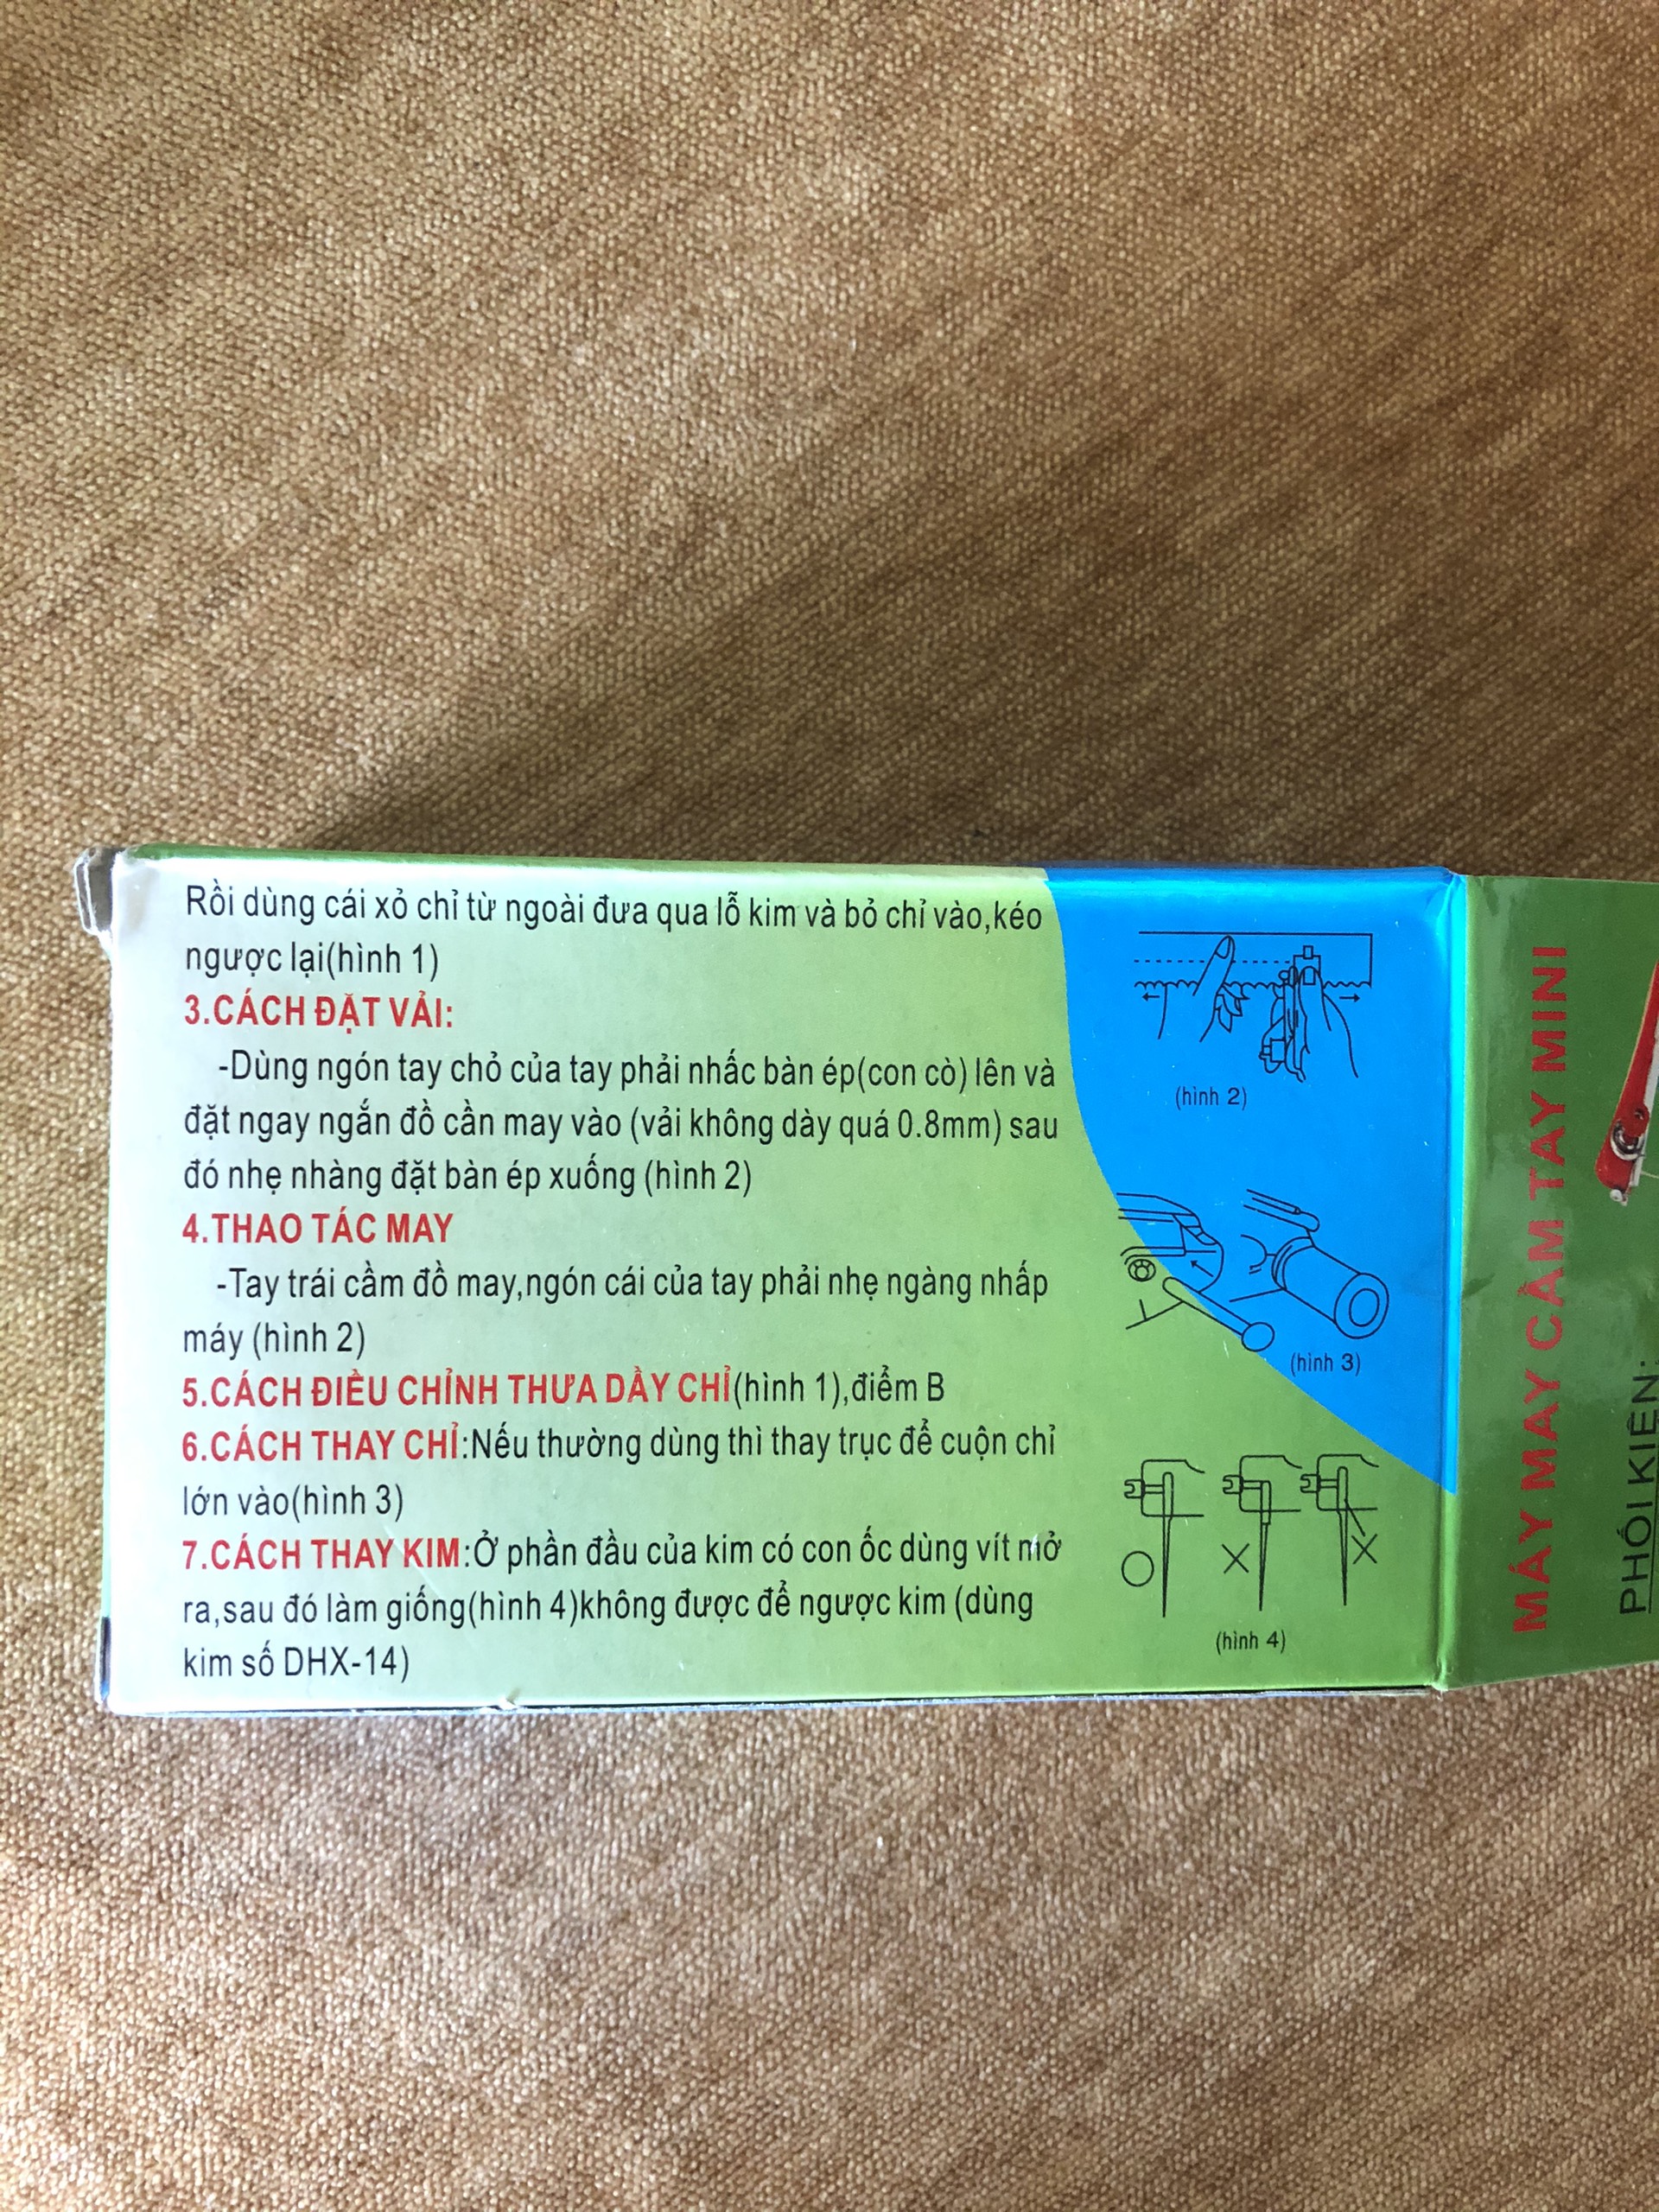 Rồi dùng cái xỏ chỉ từ ngoài đưa qua lỗ kim và bỏ chỉ vào,kéo
ngược lại(hình 1)
3.CÁCH ĐẶT VẢI:
-Dùng ngón tay chỏ của tay phải nhấc bàn ép(con cò) lên và
đặt ngay ngắn đồ cần may vào (vải không dày quá 0.8mm) sau
đó nhẹ nhàng đặt bàn ép xuống (hình 2)
4.THAO TÁC MAY
-Tay trái cầm đồ may,ngón cái của tay phải nhẹ ngàng nhấp
máy (hình 2)
5.CÁCH ĐIỀU CHỈNH THƯA DẦY CHỈ(hình 1),điểm B
6.CÁCH THAY CHỈ:Nếu thường dùng thì thay trục để cuộn chỉ
lớn vào(hình 3)
7.CÁCH THAY KIM:Ở phần đầu của kim có con ốc dùng vít mở
ra,sau đó làm giống(hình 4)không được để ngược kim (dùng
kim số DHX-14)
(hình 2)
(hình 3)
(hình 4)
MÁY MAY CẦM TAY MINI
PHỐI KIỆN: